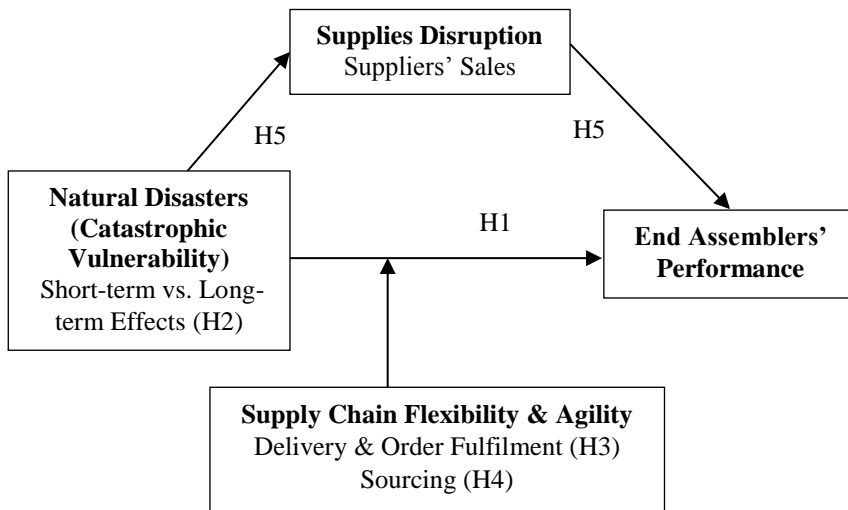 Supplies Disruption
Suppliers' Sales
H5
H5
Natural Disasters
(Catastrophic
Vulnerability)
Short-term vs. Long-
term Effects (H2)
H1
End Assemblers'
Performance
Supply Chain Flexibility & Agility
Delivery & Order Fulfilment (H3)
Sourcing (H4)